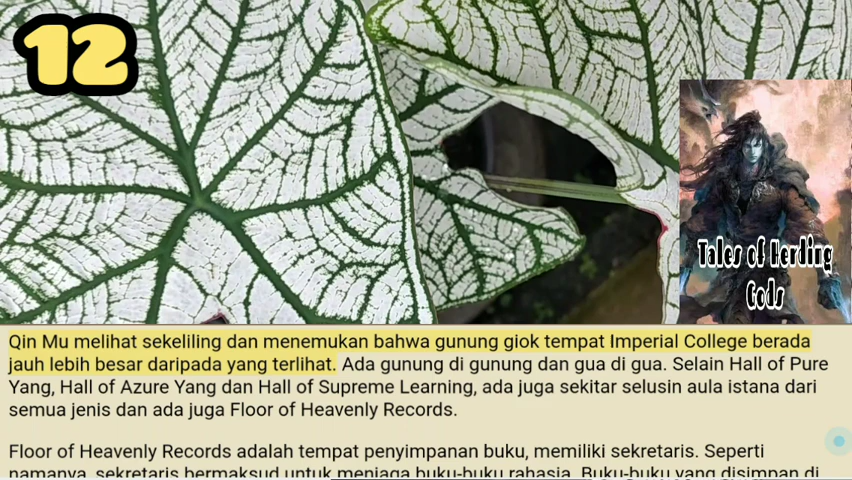 12
Tales of Herding
Gods
Qin Mu melihat sekeliling dan menemukan bahwa gunung giok tempat Imperial College berada
jauh lebih besar daripada yang terlihat. Ada gunung di gunung dan gua di gua. Selain Hall of Pure
Yang, Hall of Azure Yang dan Hall of Supreme Learning, ada juga sekitar selusin aula istana dari
semua jenis dan ada juga Floor of Heavenly Records.
Floor of Heavenly Records adalah tempat penyimpanan buku, memiliki sekretaris. Seperti
namanya, sekretaris bermaksud untuk menjaga buku-buku rahasia. Buku-buku yang disimpan di